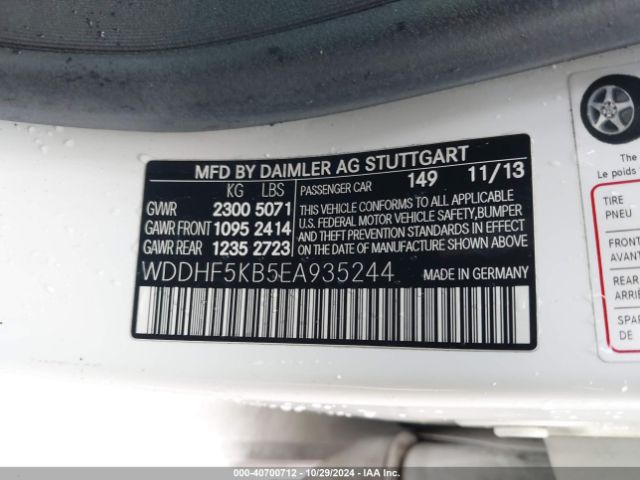 MFD BY DAIMLER AG STUTTGART
KG LBS PASSENGER CAR 149 11/13
GVWR 2300 5071
GAWR FRONT 1095 2414
GAWR REAR 1235 2723
THIS VEHICLE CONFORMS TO ALL APPLICABLE
U.S. FEDERAL MOTOR VEHICLE SAFETY,BUMPER
AND THEFT PREVENTION STANDARDS IN EFFECT
ON THE DATE OF MANUFACTURE SHOWN ABOVE.
WDDHF5KB5EA935244 MADE IN GERMANY
The
Le poids
TIRE
PNEU
FRONT
AVANT
REAR
ARRIE
SPAR
DE
000-40700712 • 10/29/2024 • IAA Inc.